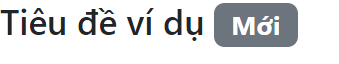 Tiêu đề ví dụ Mới